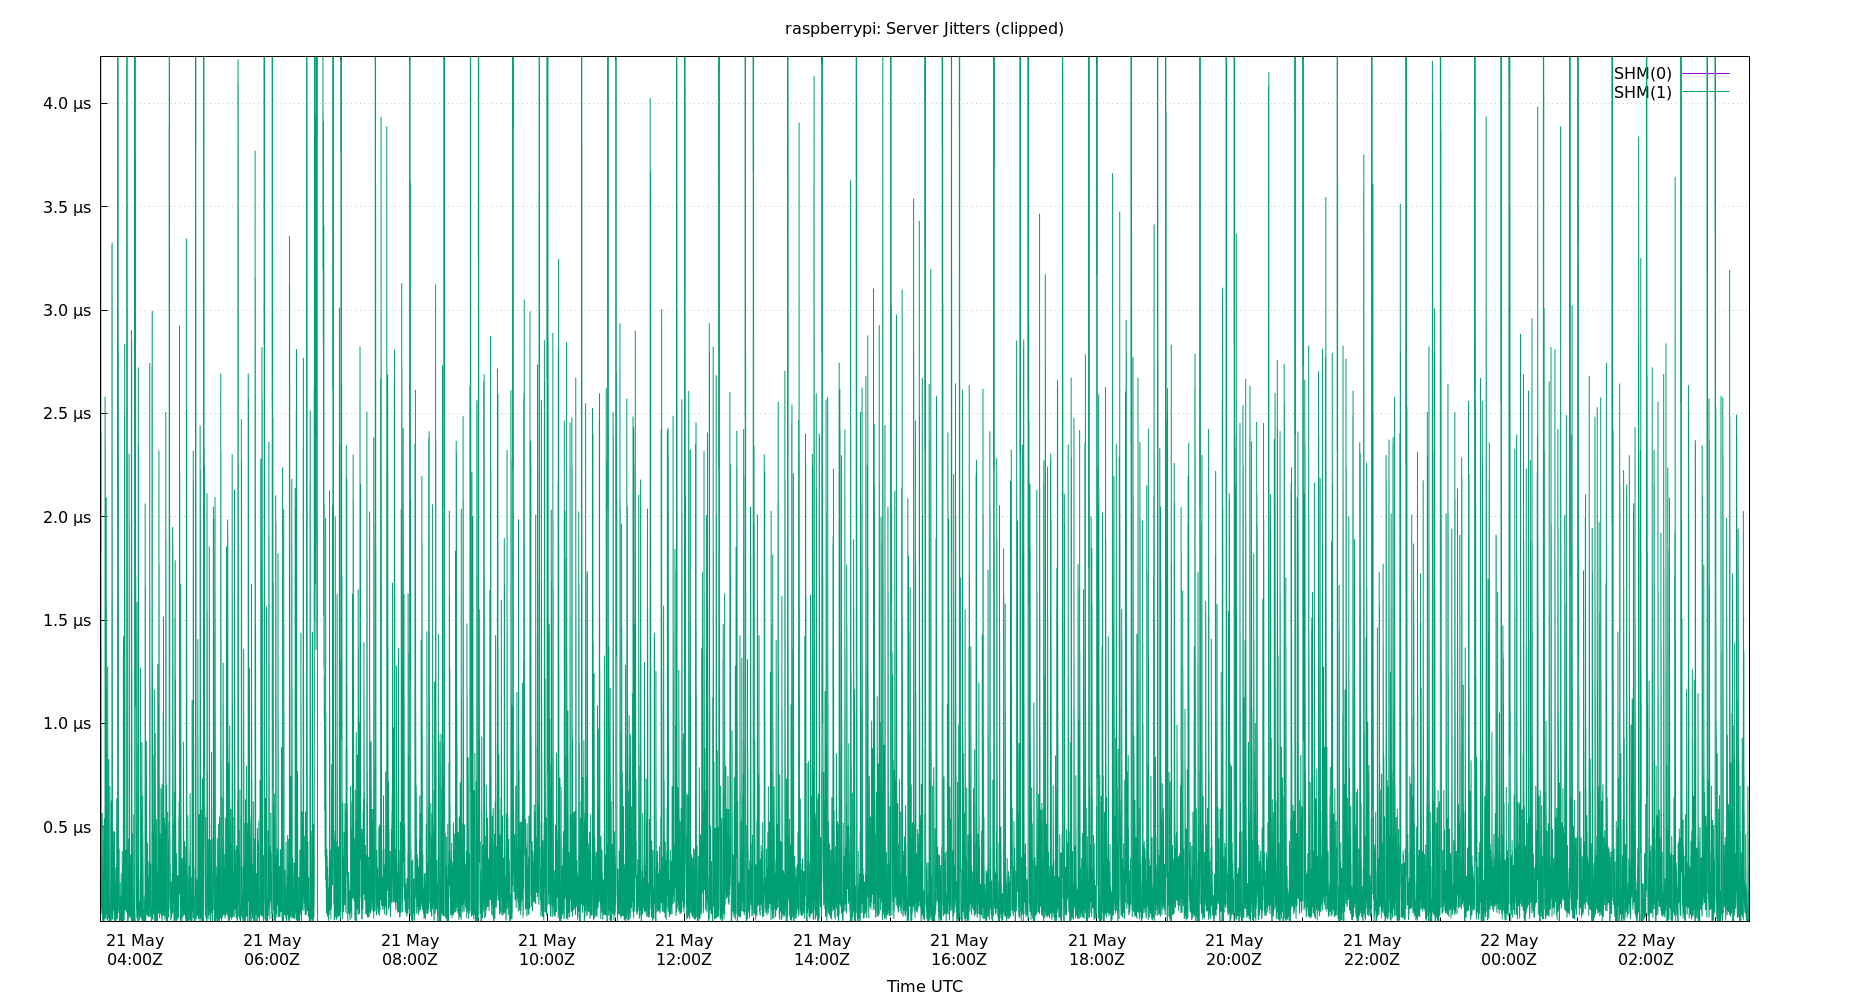 raspberrypi: Server Jitters (clipped)
SHM(0)
SHM(1)
4.0 µs
3.5 µs
3.0 µs
2.5 µs
2.0 µs
1.5 µs
1.0 µs
0.5 µs
21 May 21 May 21 May 21 May 21 May 21 May 21 May 21 May 21 May 21 May 22 May 22 May
04:00Z 06:00Z 08:00Z 10:00Z 12:00Z 14:00Z 16:00Z 18:00Z 20:00Z 22:00Z 00:00Z 02:00Z
Time UTC